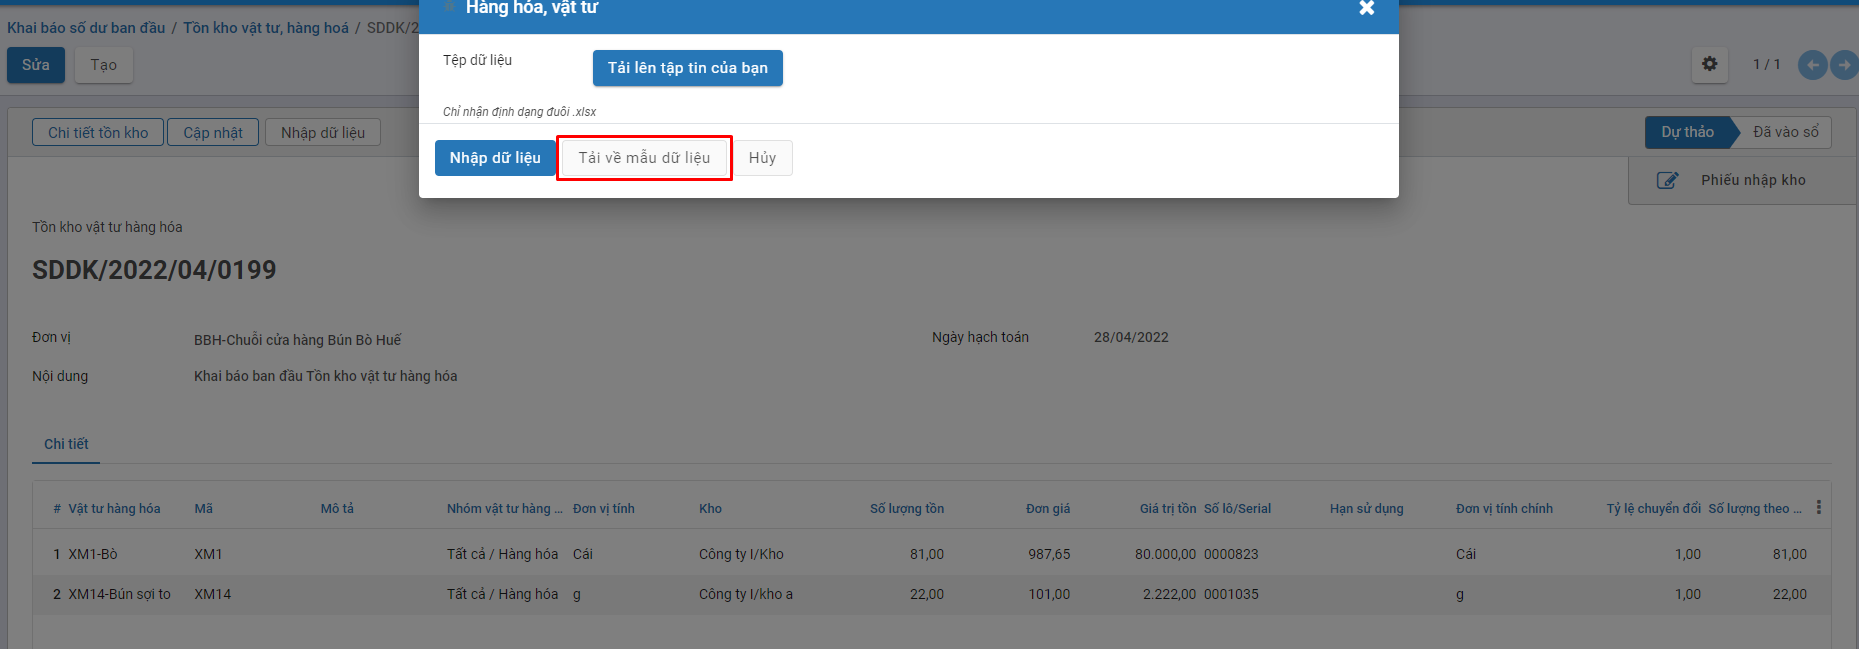 Hàng hóa, vật tư
Khai báo số dư ban đầu / Tồn kho vật tư, hàng hoá / SDDK/2
Sửa Tạo
1 / 1
Tệp dữ liệu
Tải lên tập tin của bạn
Chỉ nhận định dạng đuôi .xlsx
Nhập dữ liệu Tải về mẫu dữ liệu Hủy
Chi tiết tồn kho Cập nhật Nhập dữ liệu
Dự thảo Đã vào sổ
Phiếu nhập kho
Tồn kho vật tư hàng hóa
SDDK/2022/04/0199
Đơn vị BBH-Chuỗi cửa hàng Bún Bò Huế Ngày hạch toán 28/04/2022
Nội dung Khai báo ban đầu Tồn kho vật tư hàng hóa
Chi tiết
# Vật tư hàng hóa Mã Mô tả Nhóm vật tư hàng ... Đơn vị tính Kho Số lượng tồn Đơn giá Giá trị tồn Số lô/Serial Hạn sử dụng Đơn vị tính chính Tỷ lệ chuyển đổi Số lượng theo ...
1 XM1-Bò XM1 Tất cả / Hàng hóa Cái Công ty I/Kho 81,00 987,65 80.000,00 0000823 Cái 1,00 81,00
2 XM14-Bún sợi to XM14 Tất cả / Hàng hóa g Công ty I/kho a 22,00 101,00 2.222,00 0001035 g 1,00 22,00